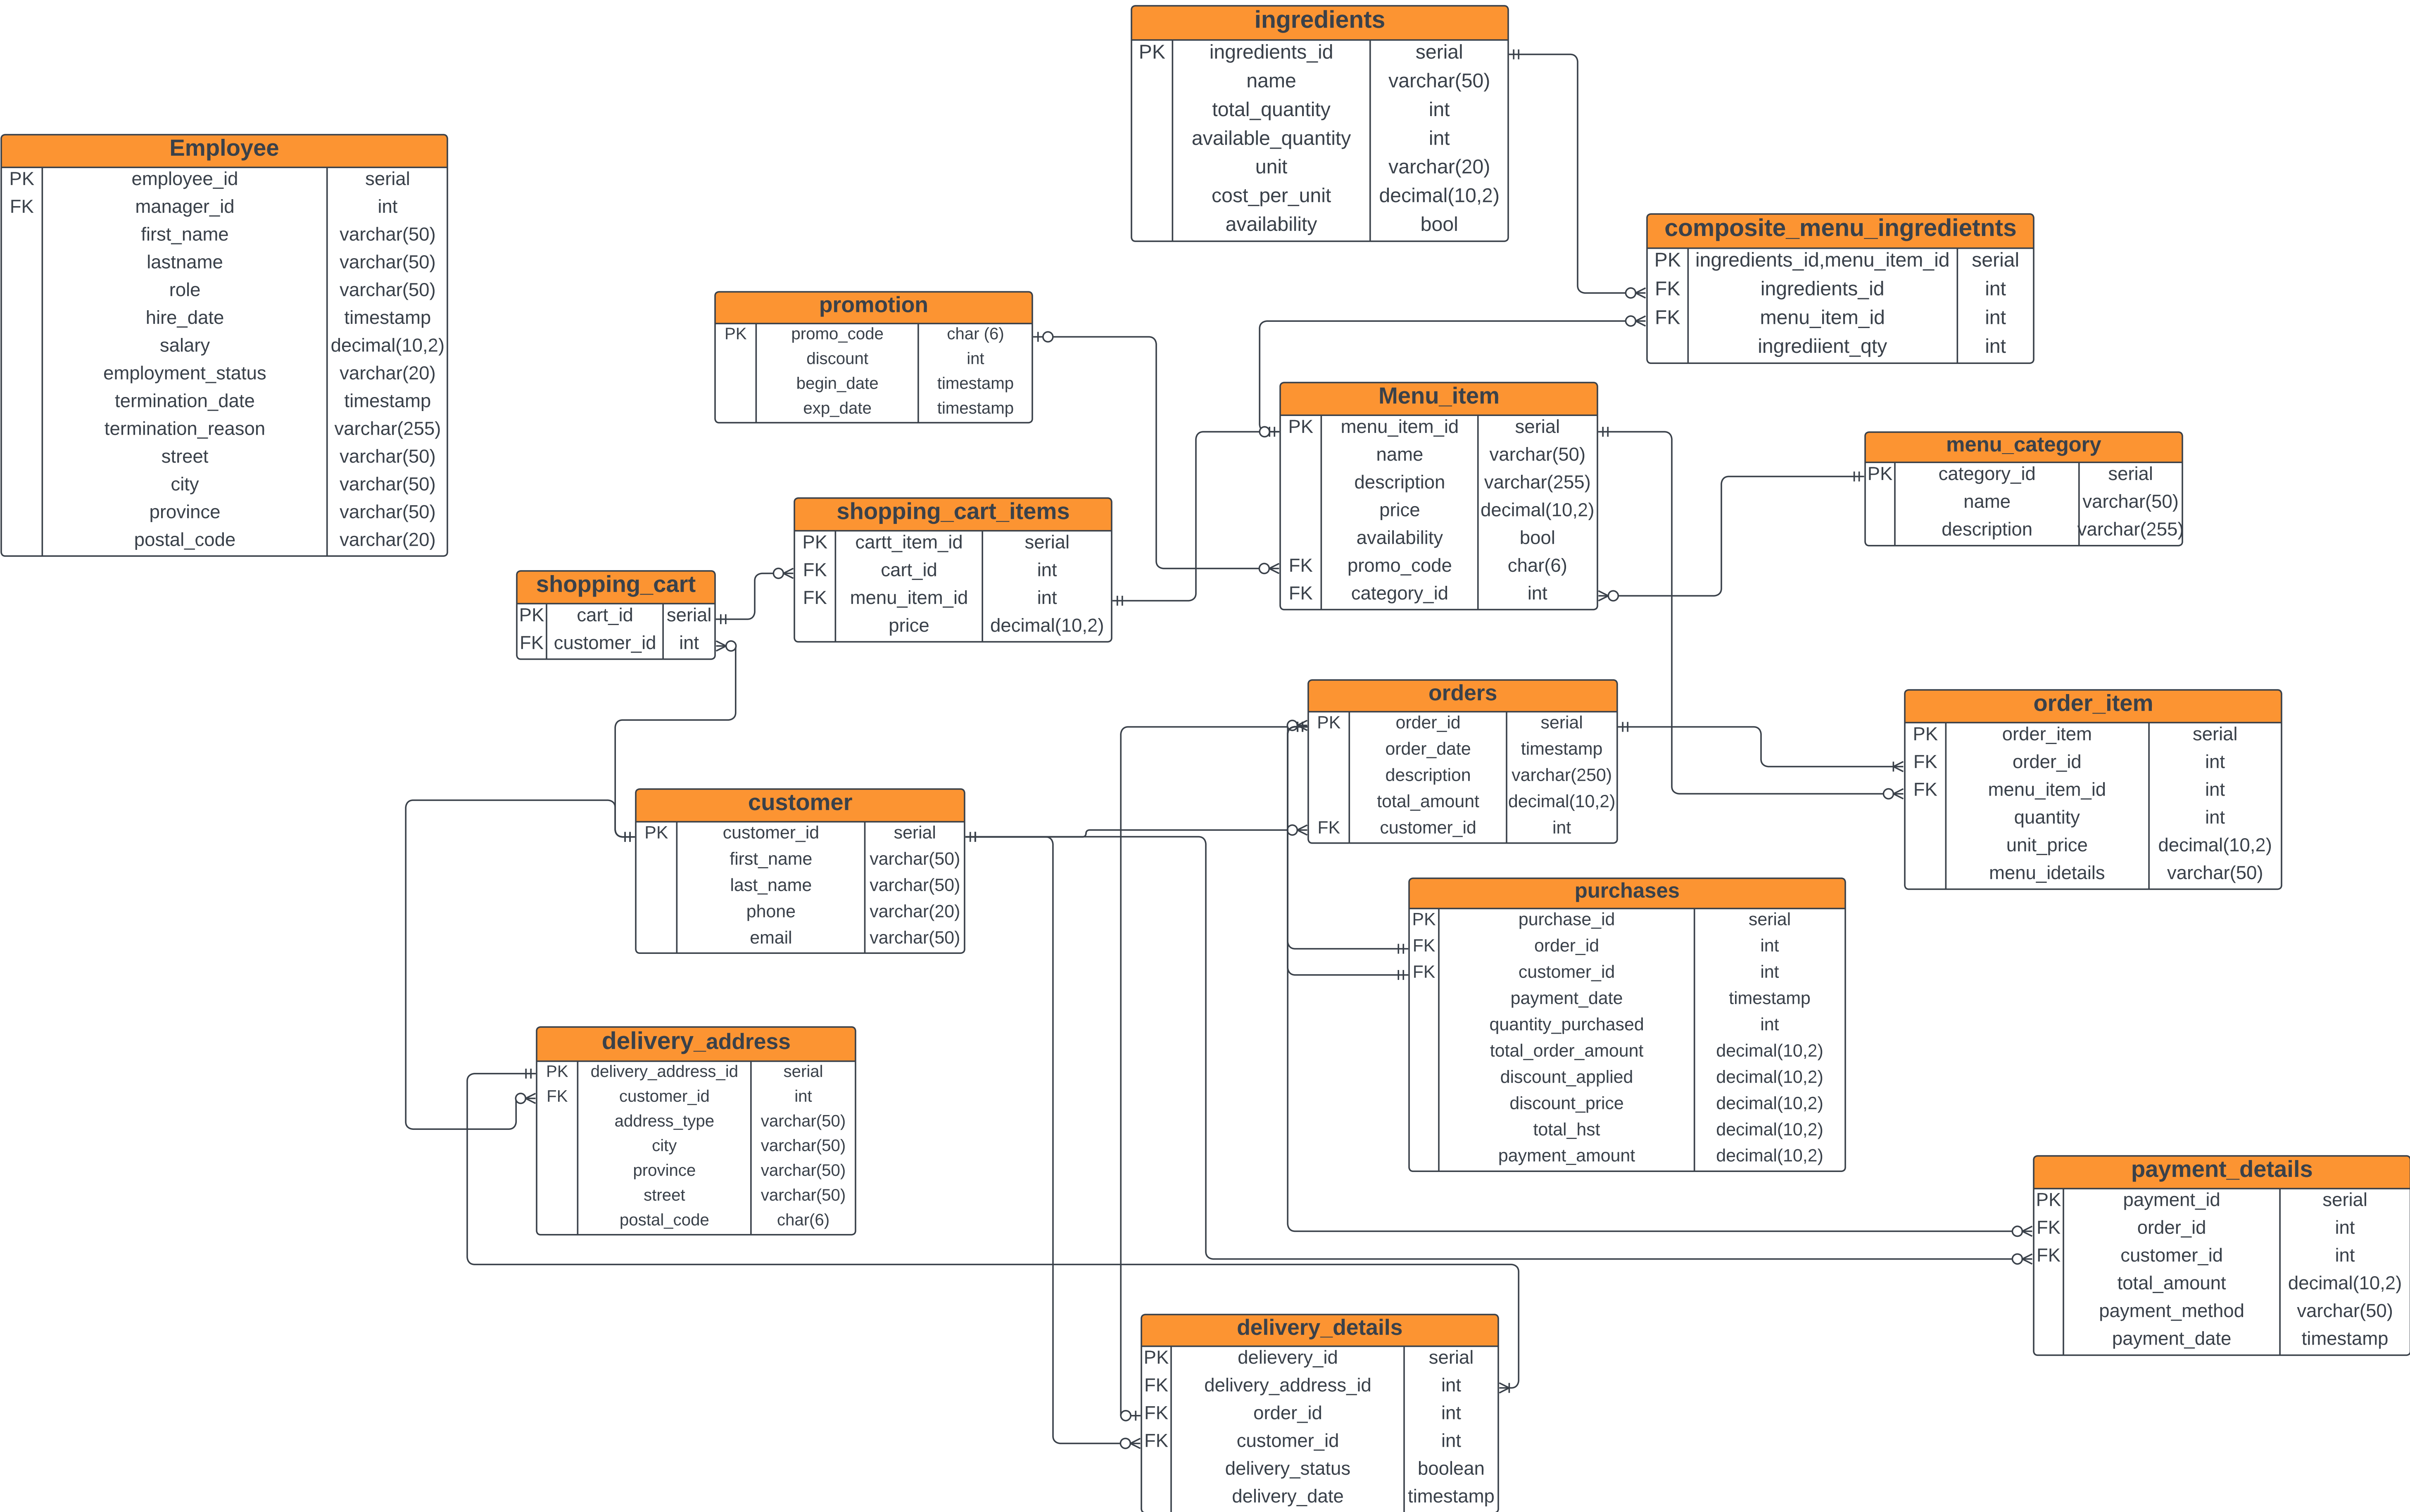 ingredients
PK ingredients_id serial
name varchar(50)
total_quantity int
available_quantity int
unit varchar(20)
cost_per_unit decimal(10,2)
availability bool
Employee
PK employee_id serial
FK manager_id int
first_name varchar(50)
lastname varchar(50)
role varchar(50)
hire_date timestamp
salary decimal(10,2)
employment_status varchar(20)
termination_date timestamp
termination_reason varchar(255)
street varchar(50)
city varchar(50)
province varchar(50)
postal_code varchar(20)
composite_menu_ingredietnts
PK ingredients_id,menu_item_id serial
FK ingredients_id int
FK menu_item_id int
ingrediient_qty int
promotion
PK promo_code char (6)
discount int
begin_date timestamp
exp_date timestamp
Menu_item
PK menu_item_id serial
name varchar(50)
description varchar(255)
price decimal(10,2)
availability bool
FK promo_code char(6)
FK category_id int
menu_category
PK category_id serial
name varchar(50)
description varchar(255)
shopping_cart_items
PK cartt_item_id serial
FK cart_id int
FK menu_item_id int
price decimal(10,2)
shopping_cart
PK cart_id serial
FK customer_id int
orders
PK order_id serial
order_date timestamp
description varchar(250)
total_amount decimal(10,2)
FK customer_id int
order_item
PK order_item serial
FK order_id int
FK menu_item_id int
quantity int
unit_price decimal(10,2)
menu_idetails varchar(50)
customer
PK customer_id serial
first_name varchar(50)
last_name varchar(50)
phone varchar(20)
email varchar(50)
purchases
PK purchase_id serial
FK order_id int
FK customer_id int
payment_date timestamp
quantity_purchased int
total_order_amount decimal(10,2)
discount_applied decimal(10,2)
discount_price decimal(10,2)
total_hst decimal(10,2)
payment_amount decimal(10,2)
delivery_address
PK delivery_address_id serial
FK customer_id int
address_type varchar(50)
city varchar(50)
province varchar(50)
street varchar(50)
postal_code char(6)
payment_details
PK payment_id serial
FK order_id int
FK customer_id int
total_amount decimal(10,2)
payment_method varchar(50)
payment_date timestamp
delivery_details
PK delievery_id serial
FK delivery_address_id int
FK order_id int
FK customer_id int
delivery_status boolean
delivery_date timestamp